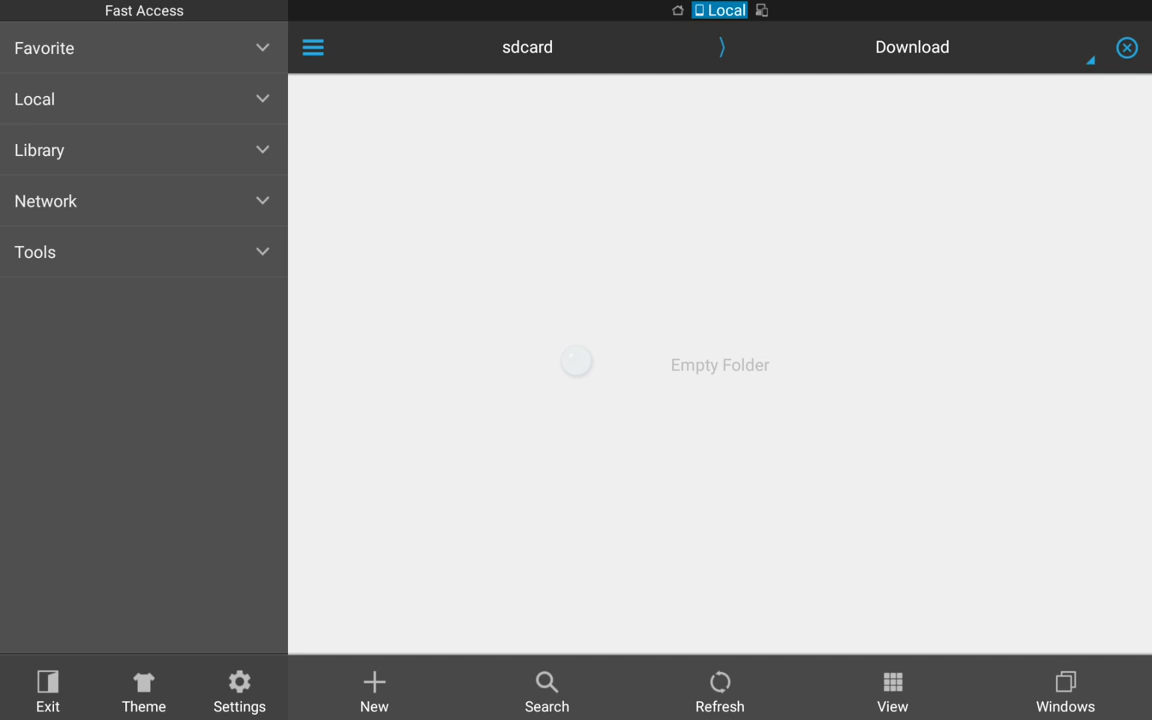 Fast Access
Local
Favorite
sdcard
Download
Local
Library
Network
Tools
Empty Folder
Exit
Theme
Settings
New
Search
Refresh
View
Windows